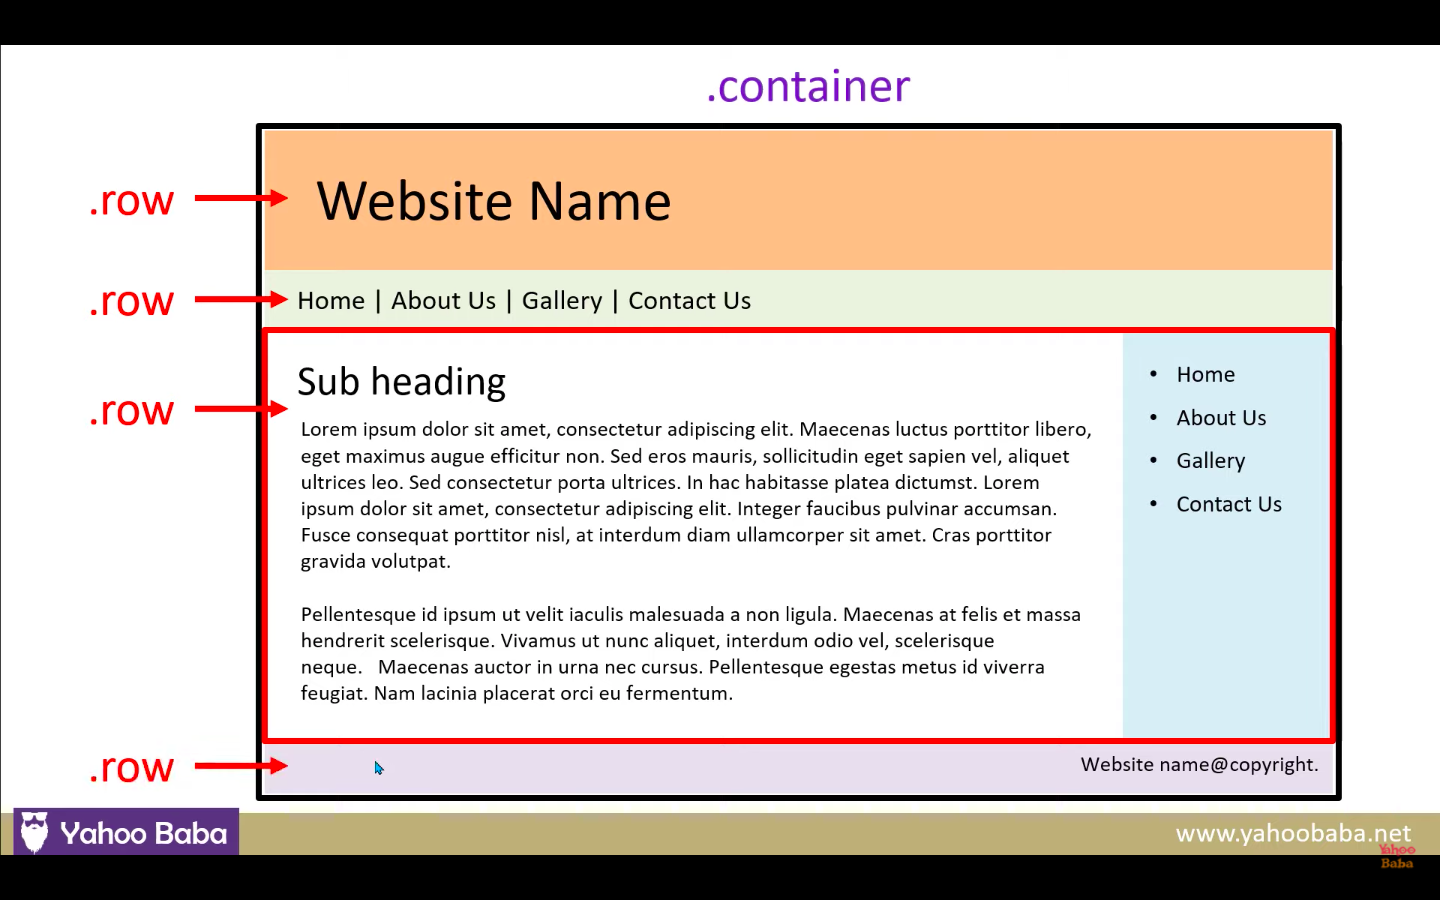 .container
.row
Website Name
.row
Home | About Us | Gallery | Contact Us
.row
Sub heading
Lorem ipsum dolor sit amet, consectetur adipiscing elit. Maecenas luctus porttitor libero,
eget maximus augue efficitur non. Sed eros mauris, sollicitudin eget sapien vel, aliquet
ultrices leo. Sed consectetur porta ultrices. In hac habitasse platea dictumst. Lorem
ipsum dolor sit amet, consectetur adipiscing elit. Integer faucibus pulvinar accumsan.
Fusce consequat porttitor nisl, at interdum diam ullamcorper sit amet. Cras porttitor
gravida volutpat.
Pellentesque id ipsum ut velit iaculis malesuada a non ligula. Maecenas at felis et massa
hendrerit scelerisque. Vivamus ut nunc aliquet, interdum odio vel, scelerisque
neque. Maecenas auctor in urna nec cursus. Pellentesque egestas metus id viverra
feugiat. Nam lacinia placerat orci eu fermentum.
• Home
• About Us
• Gallery
• Contact Us
.row
Website name@copyright.
Yahoo Baba
www.yahoobaba.net
Yahoo
Baba